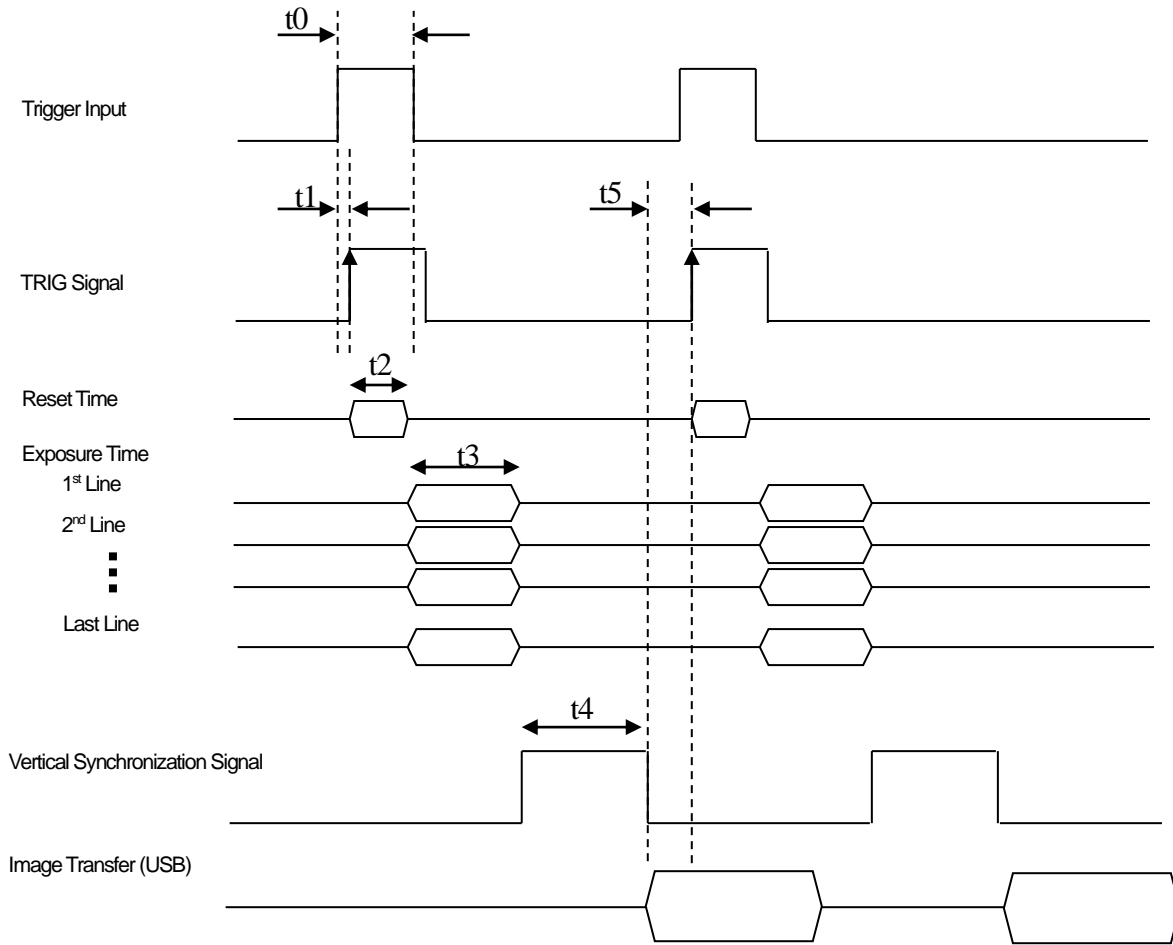 t0
Trigger Input
t1
t5
TRIG Signal
t2
Reset Time
Exposure Time
t3
1st Line
2nd Line
Last Line
t4
Vertical Synchronization Signal
Image Transfer (USB)